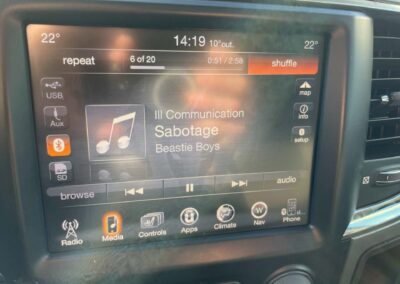 22° 14:19 10°out. 22°
repeat 6 of 20 0:51 / 2:58 shuffle
USB map
Ill Communication
Aux Sabotage info
Beastie Boys setup
SD
browse audio
Radio Media Controls Apps Climate Nav Phone